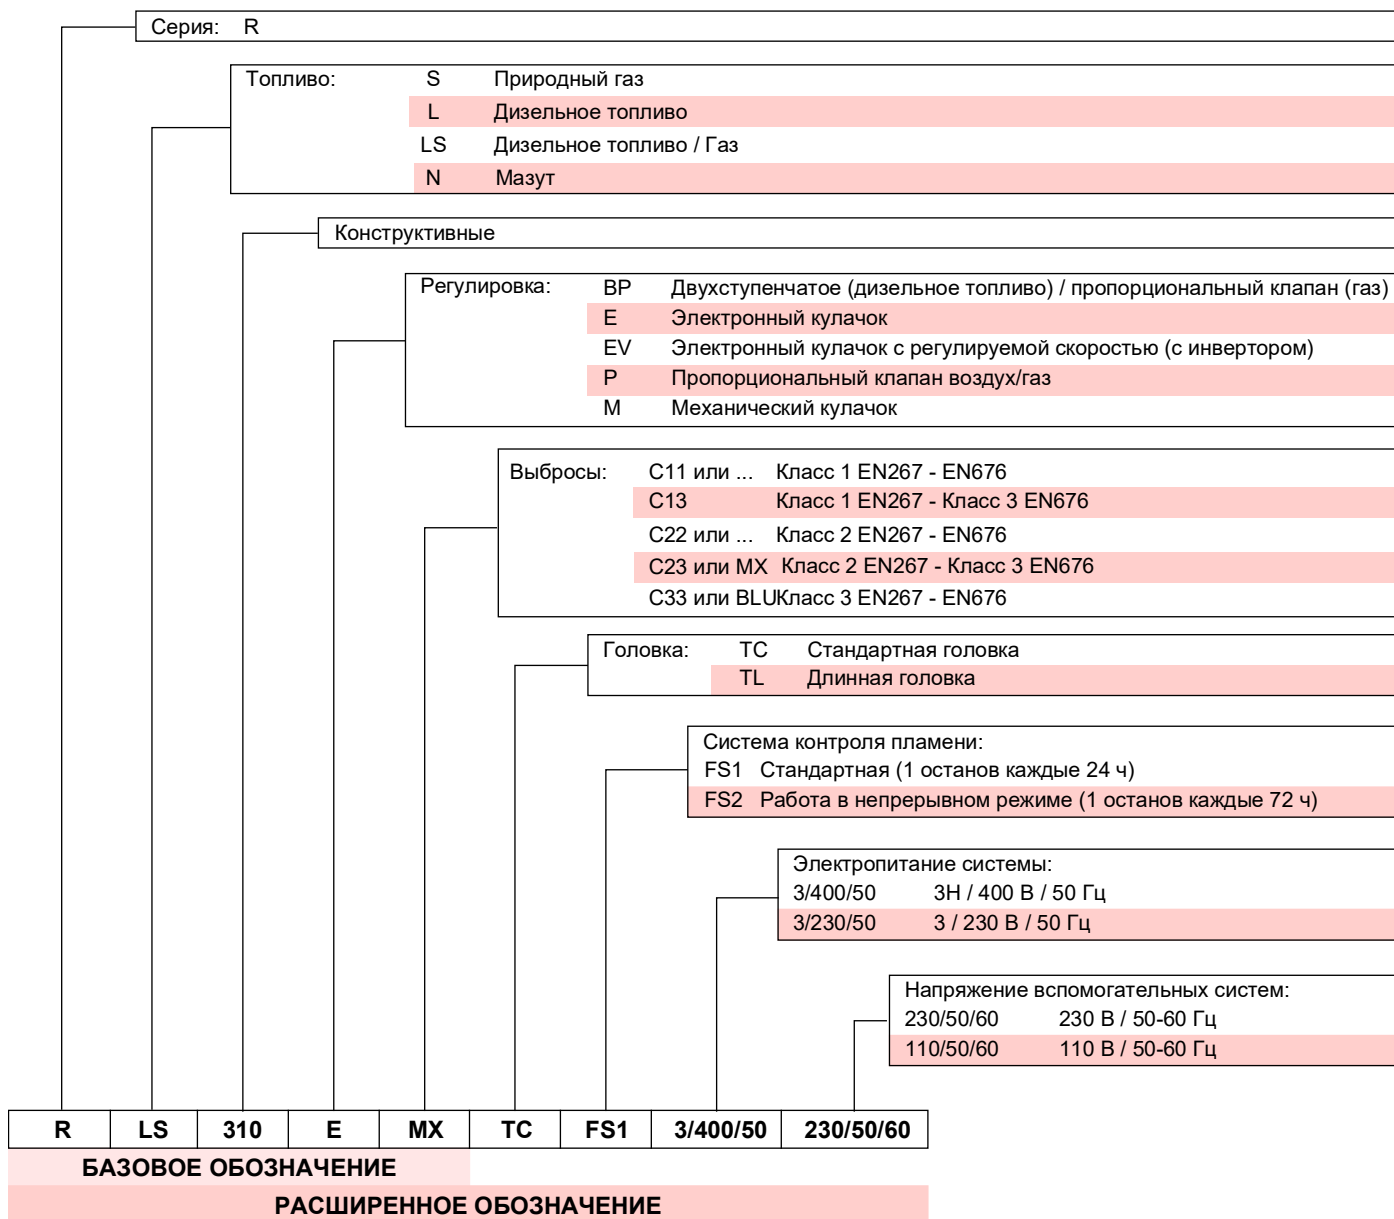 Серия: R
Топливо: S Природный газ
L Дизельное топливо
LS Дизельное топливо / Газ
N Мазут
Конструктивные
Регулировка: BP Двухступенчатое (дизельное топливо) / пропорциональный клапан (газ)
E Электронный кулачок
EV Электронный кулачок с регулируемой скоростью (с инвертором)
P Пропорциональный клапан воздух/газ
M Механический кулачок
Выбросы: C11 или ... Класс 1 EN267 - EN676
C13 Класс 1 EN267 - Класс 3 EN676
C22 или ... Класс 2 EN267 - EN676
C23 или MX Класс 2 EN267 - Класс 3 EN676
C33 или BLUКласс 3 EN267 - EN676
Головка: TC Стандартная головка
TL Длинная головка
Система контроля пламени:
FS1 Стандартная (1 останов каждые 24 ч)
FS2 Работа в непрерывном режиме (1 останов каждые 72 ч)
Электропитание системы:
3/400/50 3Н / 400 В / 50 Гц
3/230/50 3 / 230 В / 50 Гц
Напряжение вспомогательных систем:
230/50/60 230 В / 50-60 Гц
110/50/60 110 В / 50-60 Гц
R LS 310 E MX TC FS1 3/400/50 230/50/60
БАЗОВОЕ ОБОЗНАЧЕНИЕ
РАСШИРЕННОЕ ОБОЗНАЧЕНИЕ